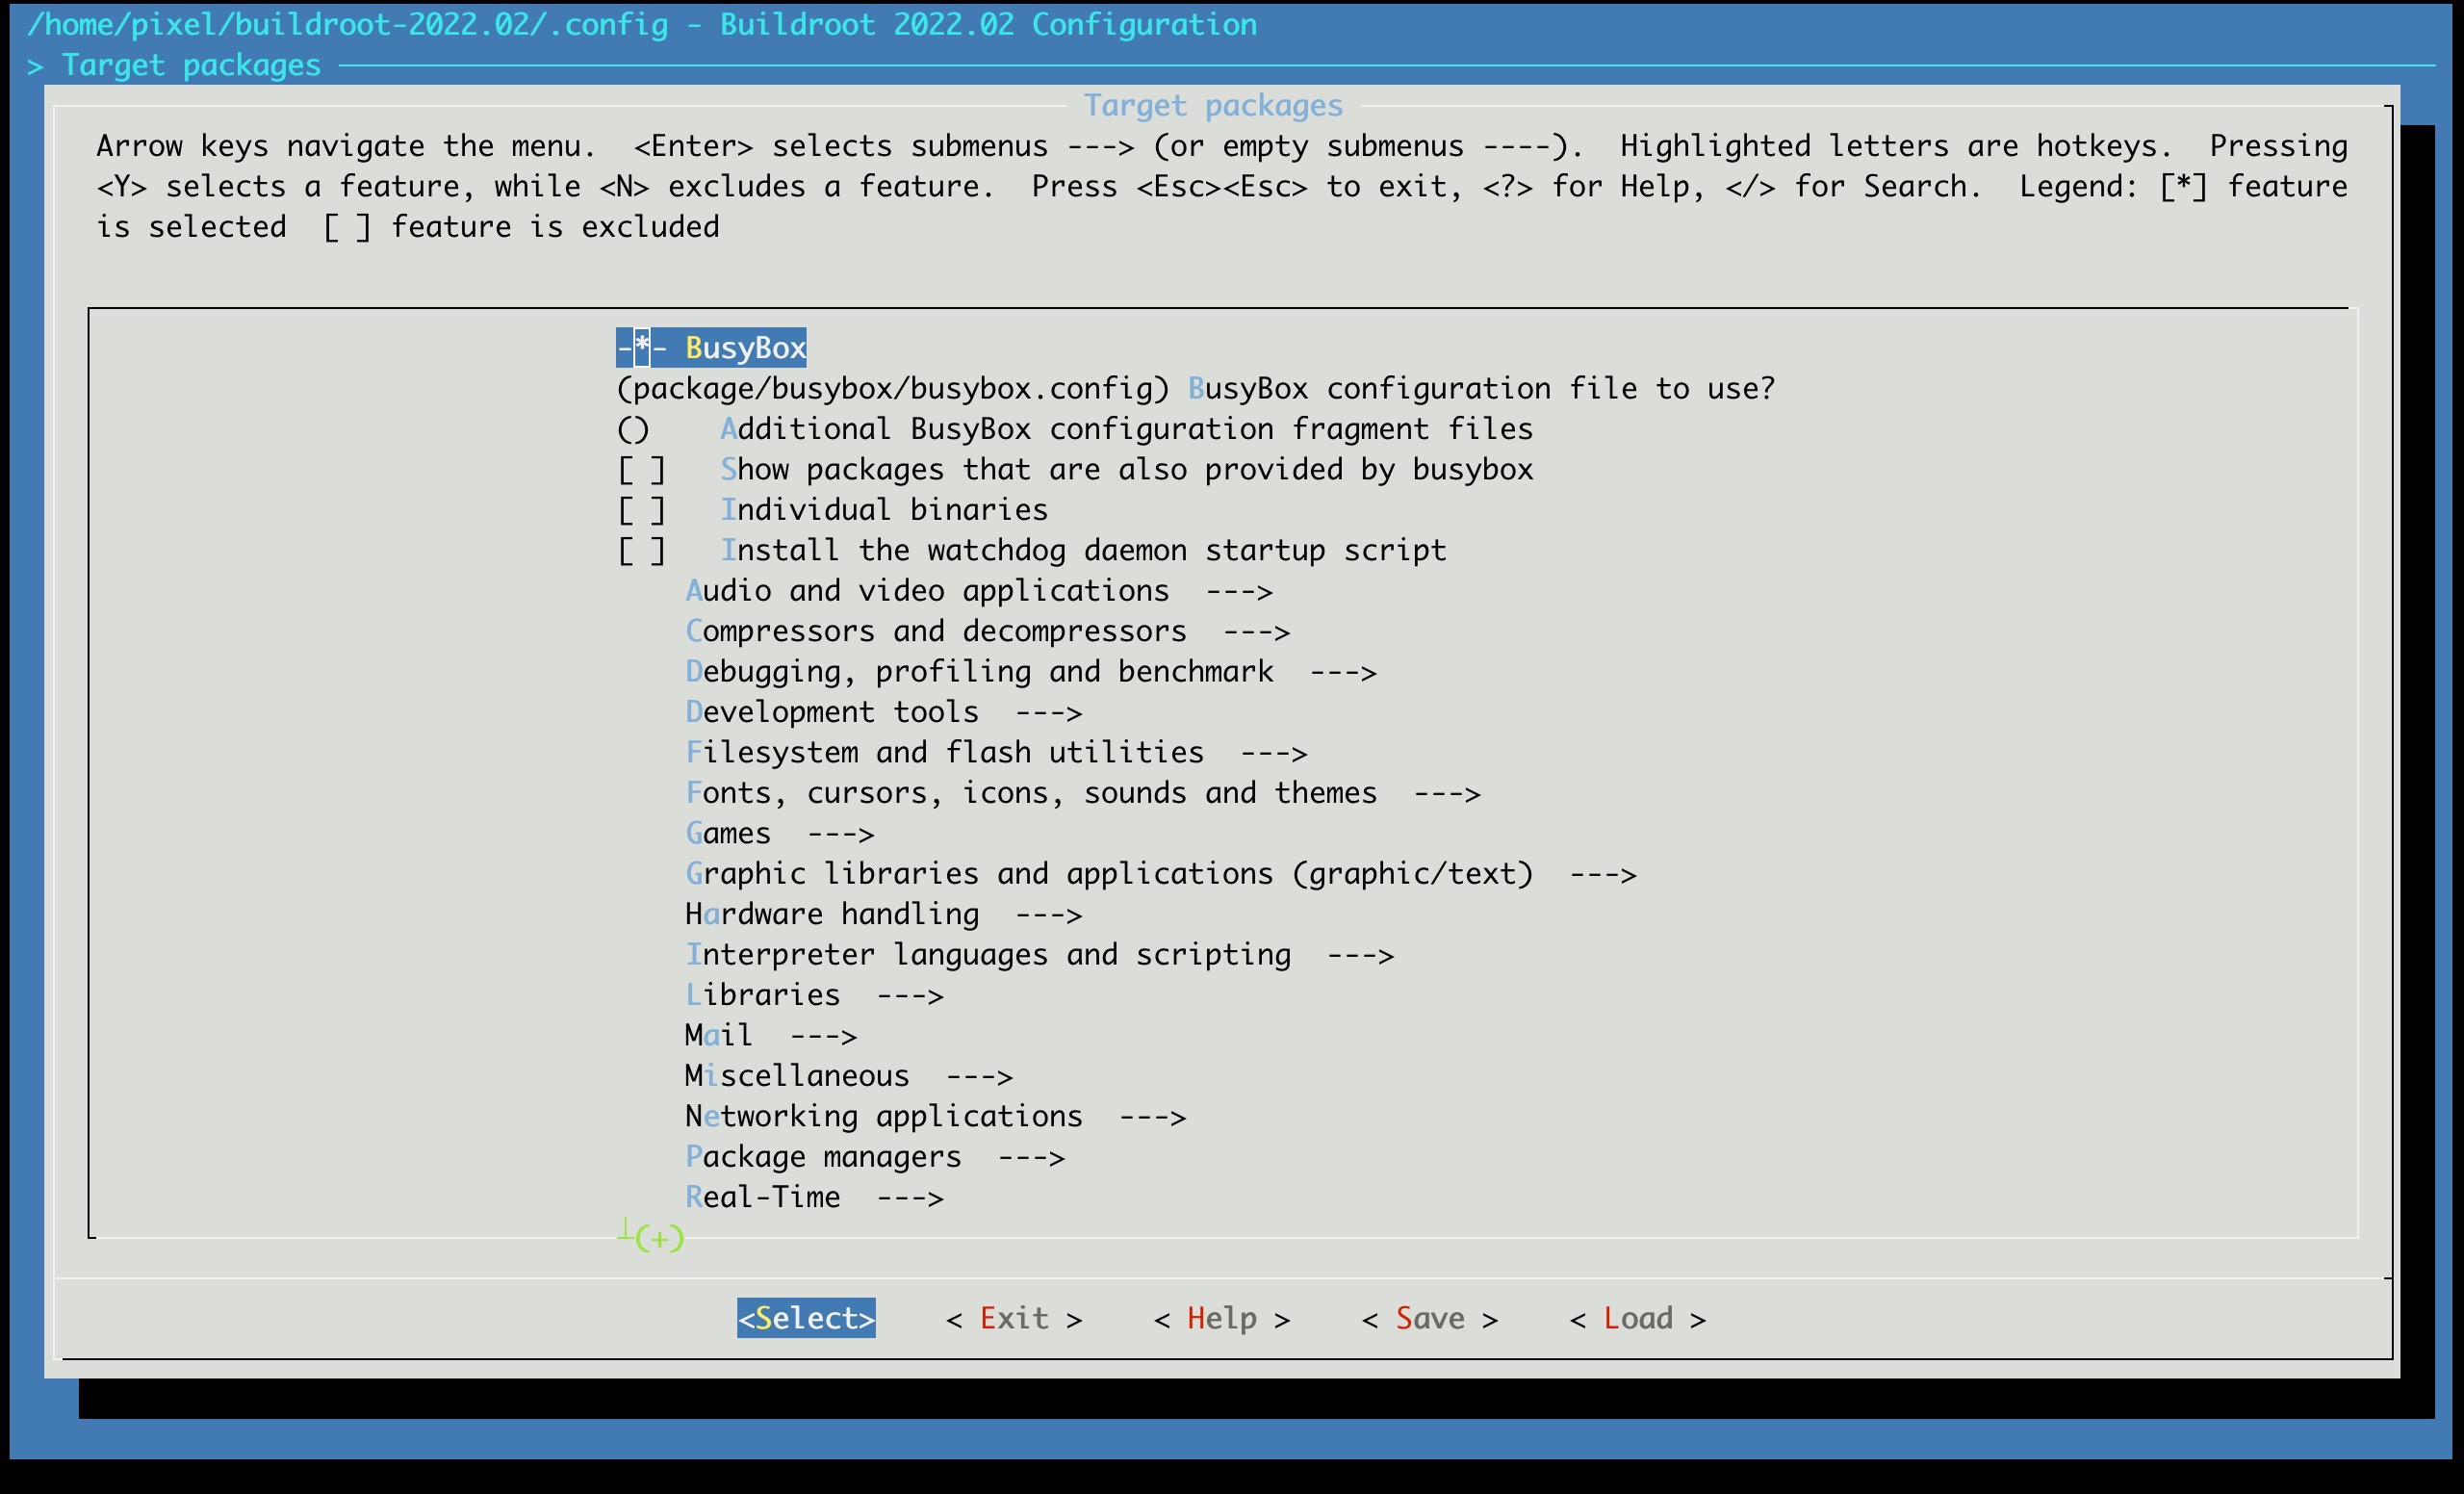 /home/pixel/buildroot-2022.02/.config - Buildroot 2022.02 Configuration
> Target packages
Target packages
Arrow keys navigate the menu.  <Enter> selects submenus ---> (or empty submenus ----).  Highlighted letters are hotkeys.  Pressing
<Y> selects a feature, while <N> excludes a feature.  Press <Esc><Esc> to exit, <?> for Help, </> for Search.  Legend: [*] feature
is selected  [ ] feature is excluded
-*- BusyBox
(package/busybox/busybox.config) BusyBox configuration file to use?
()    Additional BusyBox configuration fragment files
[ ]   Show packages that are also provided by busybox
[ ]   Individual binaries
[ ]   Install the watchdog daemon startup script
Audio and video applications  --->
Compressors and decompressors  --->
Debugging, profiling and benchmark  --->
Development tools  --->
Filesystem and flash utilities  --->
Fonts, cursors, icons, sounds and themes  --->
Games  --->
Graphic libraries and applications (graphic/text)  --->
Hardware handling  --->
Interpreter languages and scripting  --->
Libraries  --->
Mail  --->
Miscellaneous  --->
Networking applications  --->
Package managers  --->
Real-Time  --->
┴(+)
<Select>    < Exit >    < Help >    < Save >    < Load >